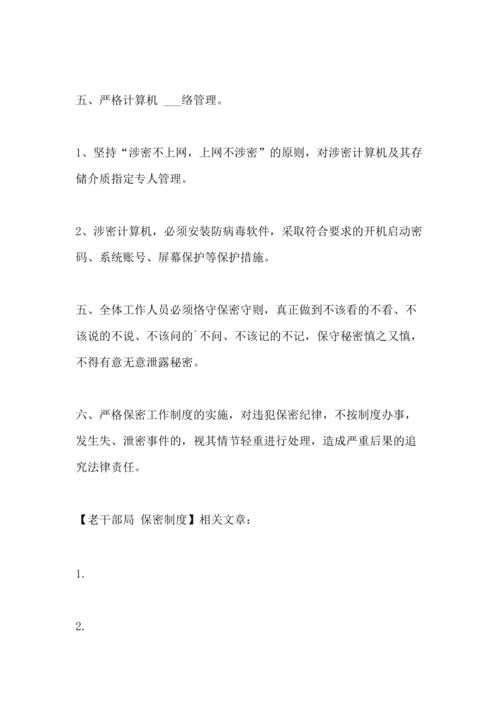 五、严格计算机 ___络管理。
1、坚持“涉密不上网，上网不涉密”的原则，对涉密计算机及其存
储介质指定专人管理。
2、涉密计算机，必须安装防病毒软件，采取符合要求的开机启动密
码、系统账号、屏幕保护等保护措施。
五、全体工作人员必须恪守保密守则，真正做到不该看的不看、不
该说的不说、不该问的`不问、不该记的不记，保守秘密慎之又慎，
不得有意无意泄露秘密。
六、严格保密工作制度的实施，对违犯保密纪律，不按制度办事，
发生失、泄密事件的，视其情节轻重进行处理，造成严重后果的追
究法律责任。
【老干部局 保密制度】相关文章：
1.
2.